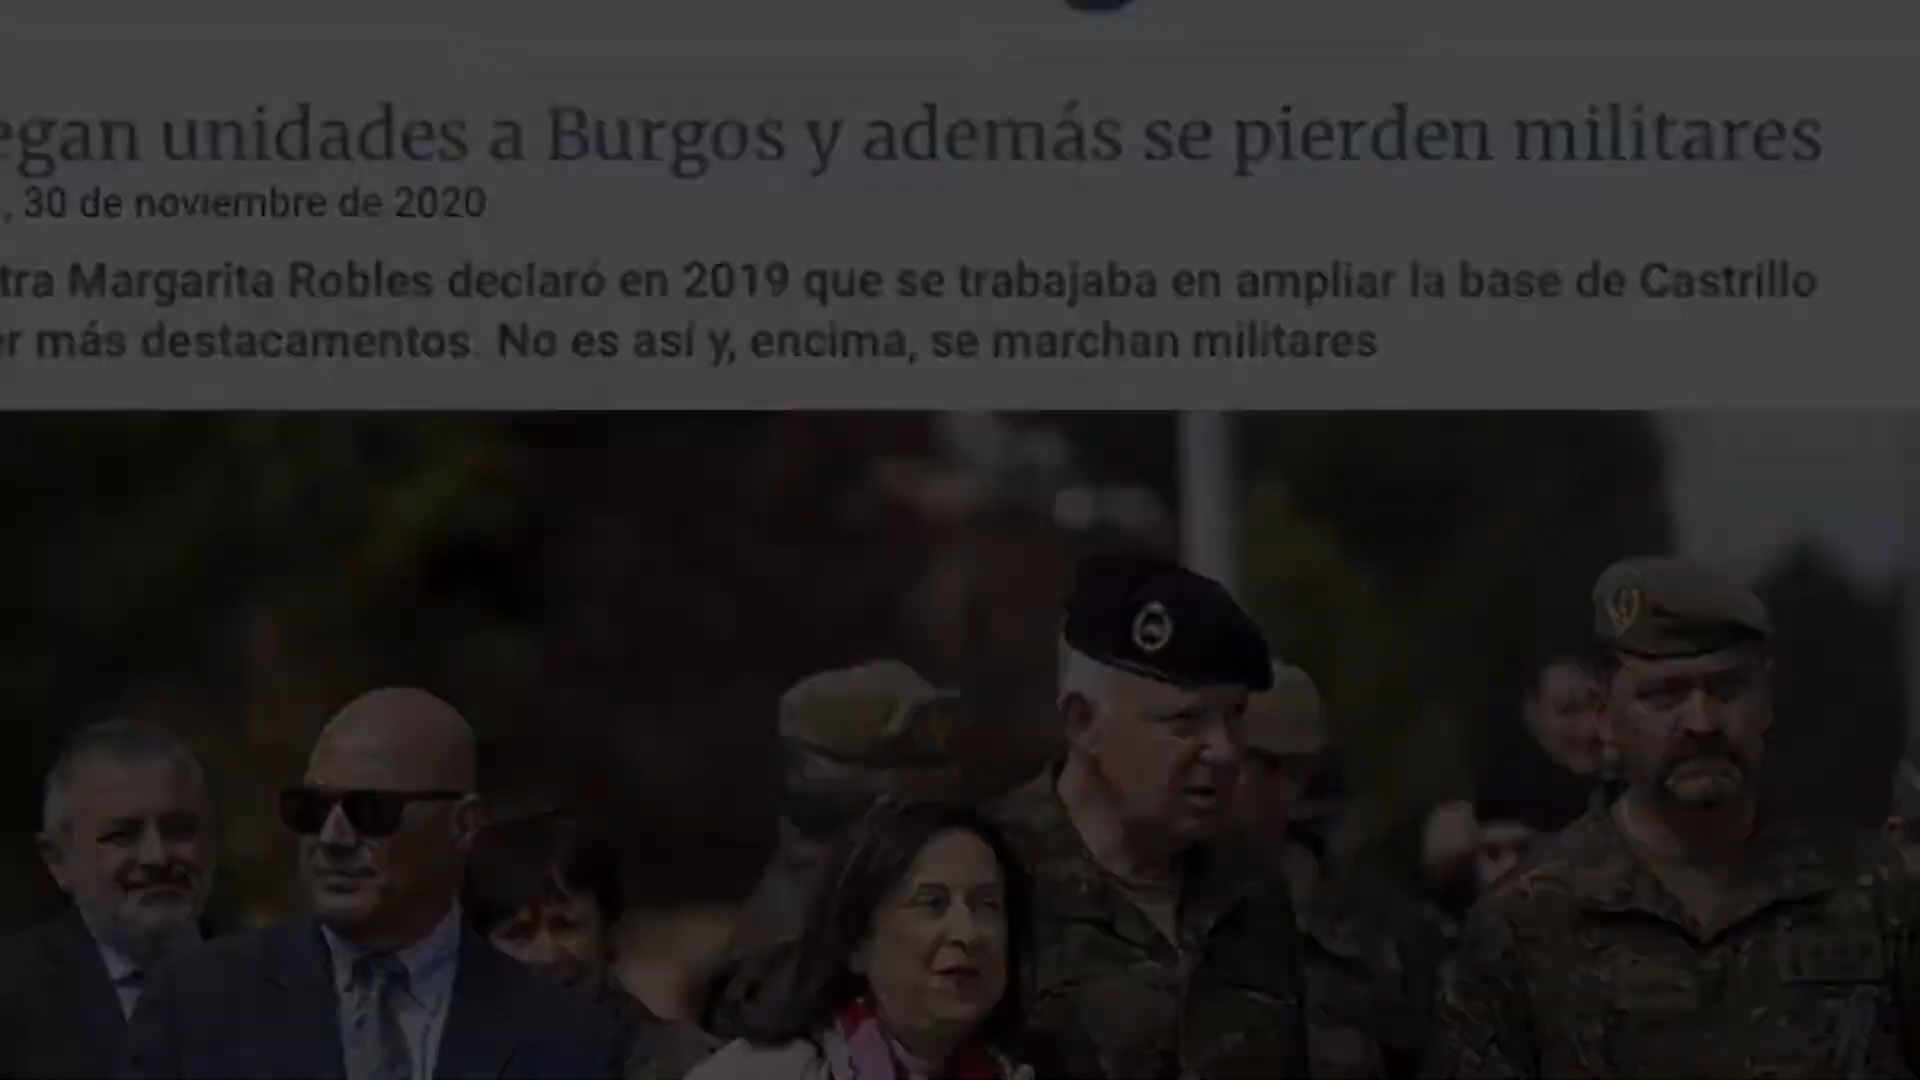 egan unidades a Burgos y además se pierden militares
, 30 de noviembre de 2020
tra Margarita Robles declaró en 2019 que se trabajaba en ampliar la base de Castrillo
r más destacamentos. No es así y, encima, se marchan militares